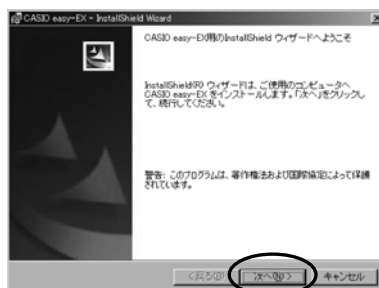 CASIO easy-EX - InstallShield Wizard
CASIO easy-EX用のInstallShield ウィザードへようこそ
InstallShield(R) ウィザードは、ご使用のコンピュータへ
CASIO easy-EX をインストールします。「次へ」をクリックし
て、続行してください。
警告: このプログラムは、著作権法および国際協定によって保護
されています。
< 戻る(B) 次へ(N) > キャンセル